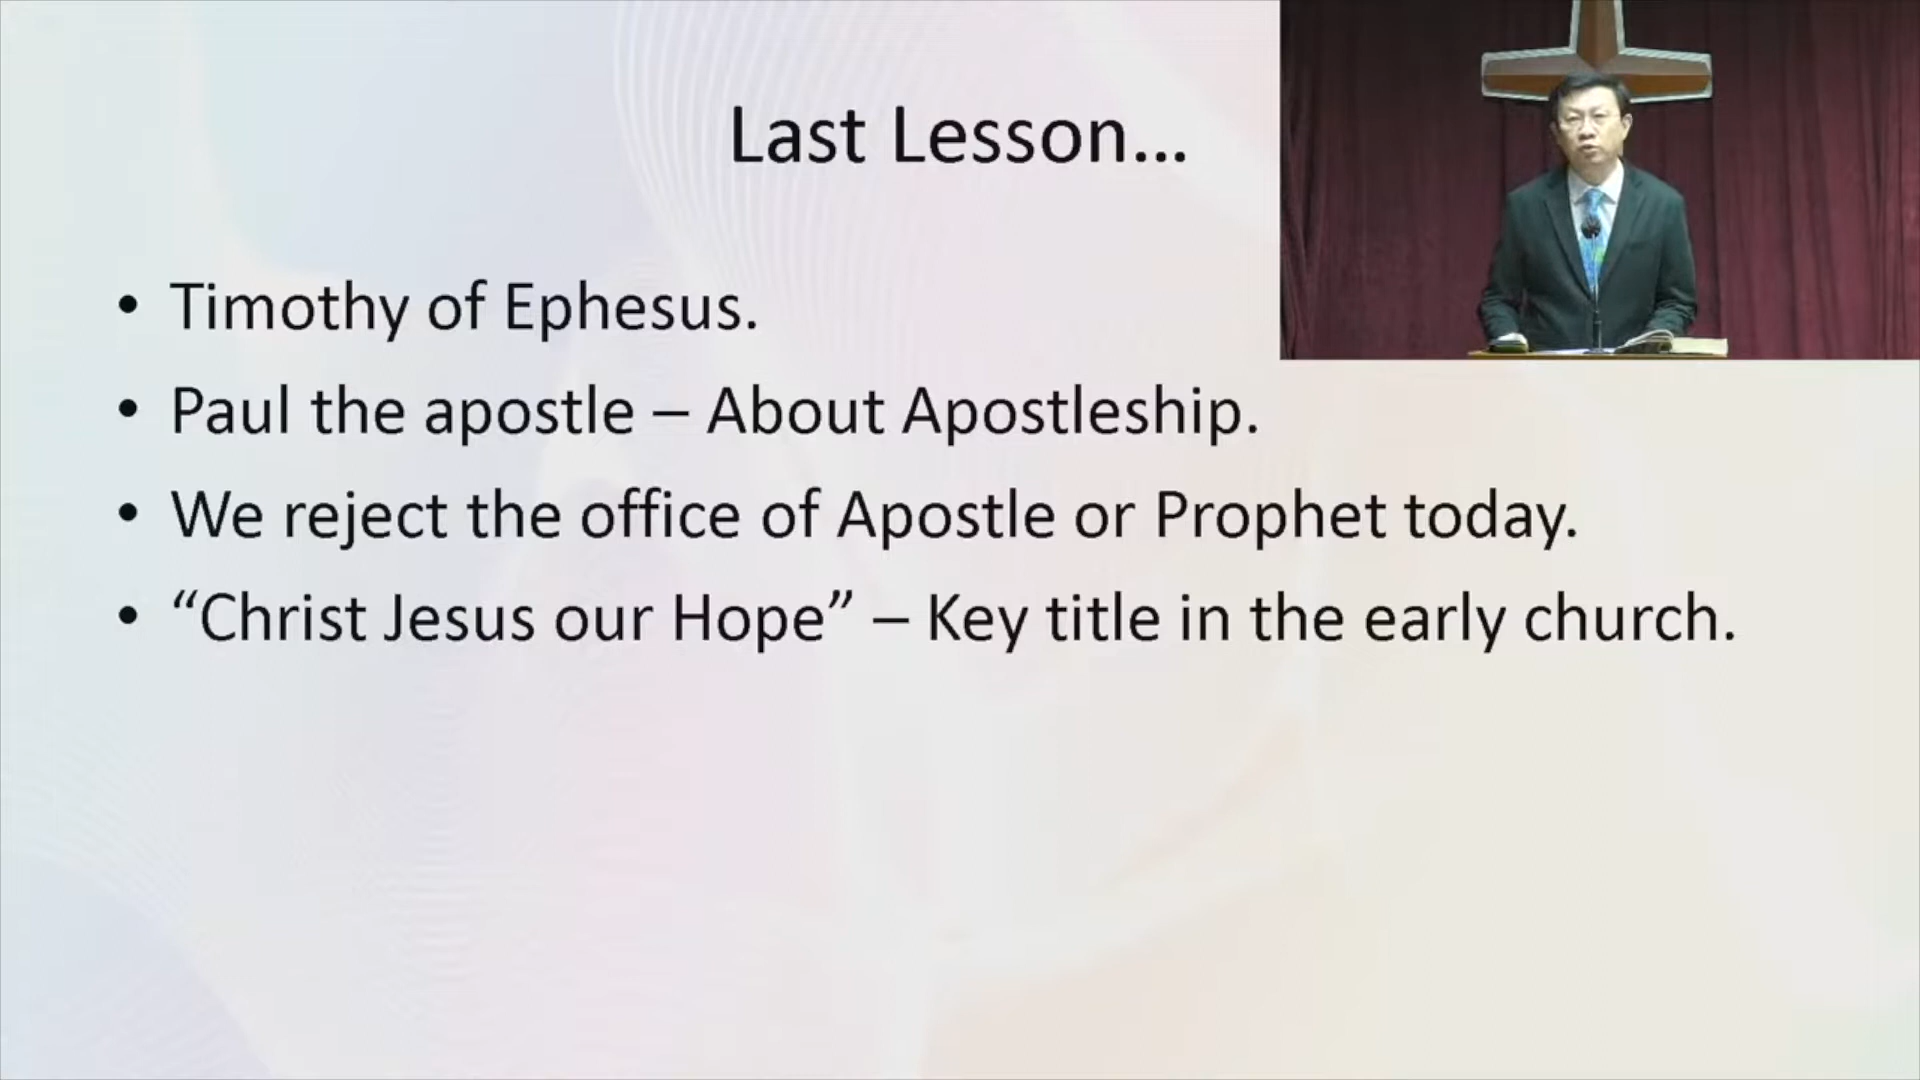 Last Lesson...
• Timothy of Ephesus.
• Paul the apostle – About Apostleship.
• We reject the office of Apostle or Prophet today.
• “Christ Jesus our Hope” – Key title in the early church.